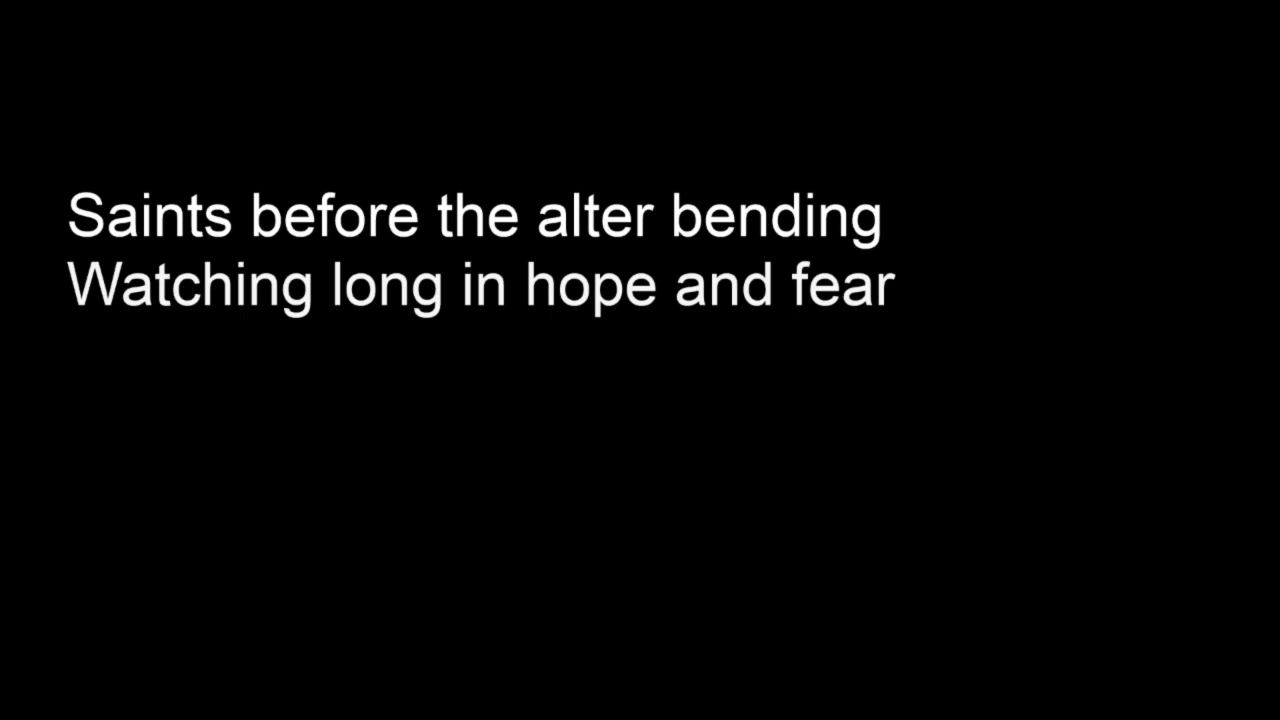 Saints before the alter bending
Watching long in hope and fear